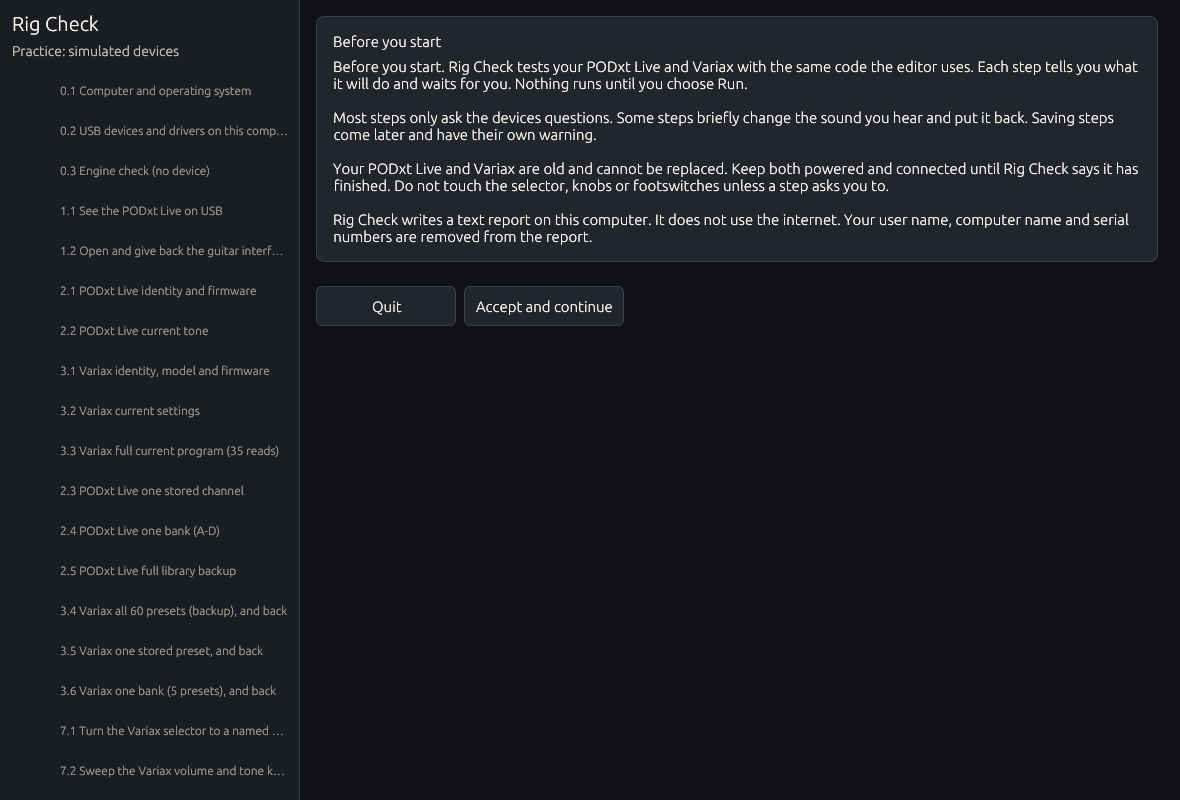 Rig Check
Practice: simulated devices
0.1 Computer and operating system
0.2 USB devices and drivers on this comp…
0.3 Engine check (no device)
1.1 See the PODxt Live on USB
1.2 Open and give back the guitar interf…
2.1 PODxt Live identity and firmware
2.2 PODxt Live current tone
3.1 Variax identity, model and firmware
3.2 Variax current settings
3.3 Variax full current program (35 reads)
2.3 PODxt Live one stored channel
2.4 PODxt Live one bank (A-D)
2.5 PODxt Live full library backup
3.4 Variax all 60 presets (backup), and back
3.5 Variax one stored preset, and back
3.6 Variax one bank (5 presets), and back
7.1 Turn the Variax selector to a named …
7.2 Sweep the Variax volume and tone k…
Before you start
Before you start. Rig Check tests your PODxt Live and Variax with the same code the editor uses. Each step tells you what
it will do and waits for you. Nothing runs until you choose Run.
Most steps only ask the devices questions. Some steps briefly change the sound you hear and put it back. Saving steps
come later and have their own warning.
Your PODxt Live and Variax are old and cannot be replaced. Keep both powered and connected until Rig Check says it has
finished. Do not touch the selector, knobs or footswitches unless a step asks you to.
Rig Check writes a text report on this computer. It does not use the internet. Your user name, computer name and serial
numbers are removed from the report.
Quit
Accept and continue